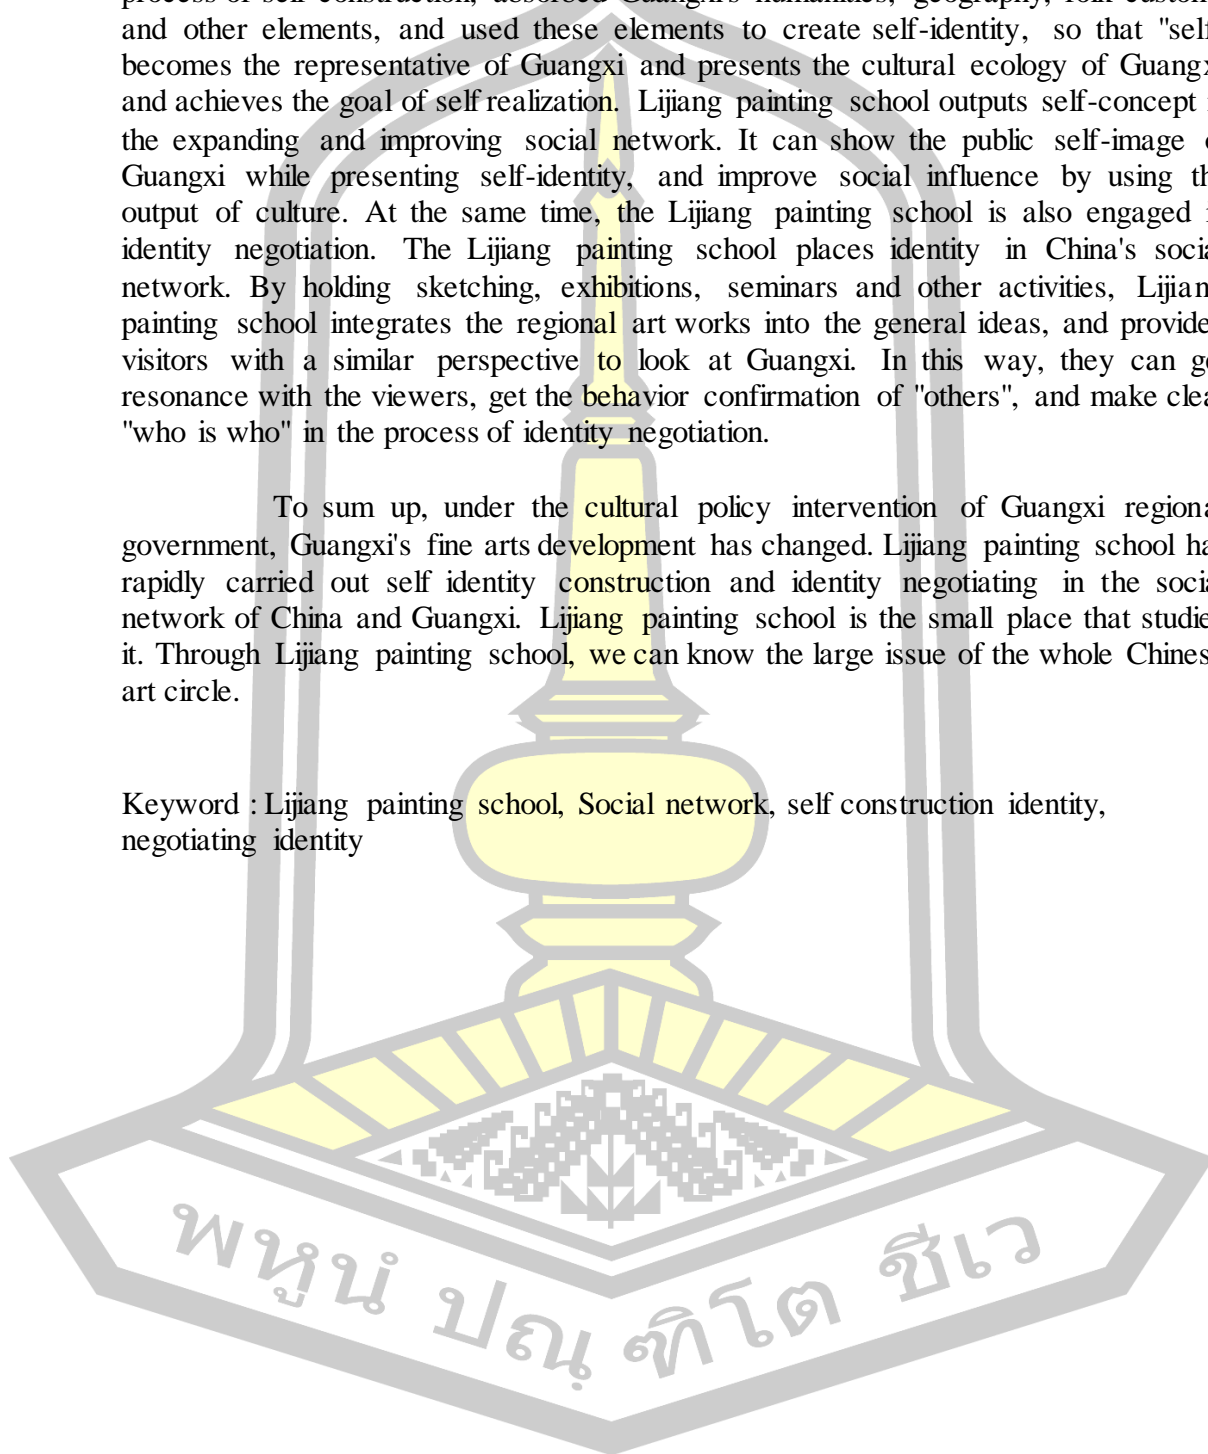 process of self construction, absorbed Guangxi's humanities, geography, folk
and other elements, and used these elements to create self-identity, so that "self
becomes the representative of Guangxi and presents the cultural ecology of
and achieves the goal of self realization. Lijiang painting school outputs self-concept
the expanding and improving social network. It can show the public self-image
Guangxi while presenting self-identity, and improve social influence by using
output of culture. At the same time, the Lijiang painting school is also engaged
identity negotiation. The Lijiang painting school places identity in China's
network. By holding sketching, exhibitions, seminars and other activities,
painting school integrates the regional art works into the general ideas, and
visitors with a similar perspective to look at Guangxi. In this way, they can
resonance with the viewers, get the behavior confirmation of "others", and make
"who is who" in the process of identity negotiation.
To sum up, under the cultural policy intervention of Guangxi
government, Guangxi's fine arts development has changed. Lijiang painting school
rapidly carried out self identity construction and identity negotiating in the
network of China and Guangxi. Lijiang painting school is the small place that
it. Through Lijiang painting school, we can know the large issue of the whole
art circle.
Keyword : Lijiang painting school, Social network, self construction identity,
negotiating identity
พหูนํ ปณฺฑิโต ชีเว